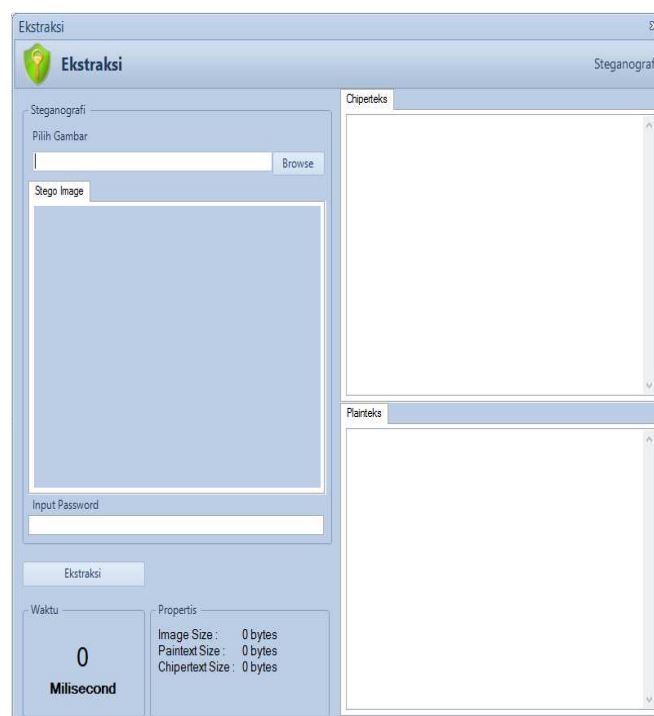 Ekstraksi
Ekstraksi
Steganograf
Steganografi
Pilih Gambar
Browse
Stego Image
Input Password
Ekstraksi
Waktu
0
Milisecond
Propertis
Image Size : 0 bytes
Paintext Size : 0 bytes
Chipertext Size : 0 bytes
Chiperteks
Plainteks